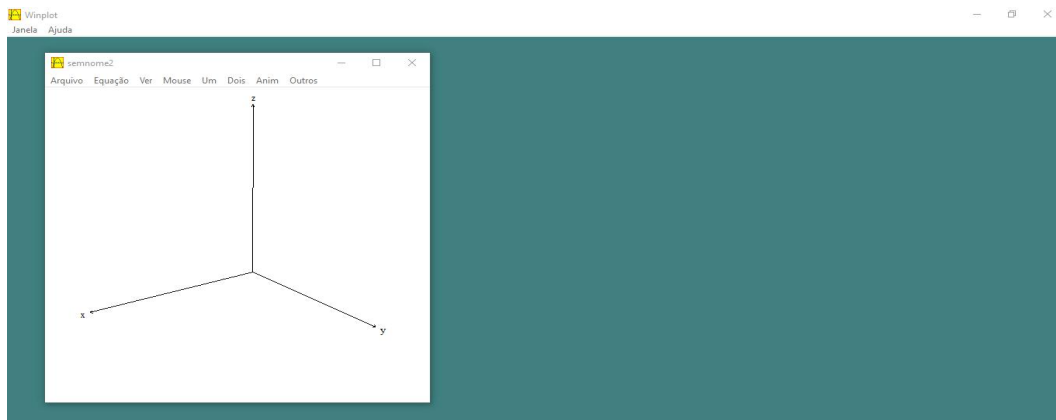 Winplot
Janela Ajuda
semnome2
Arquivo Equação Ver Mouse Um Dois Anim Outros
z
x
y